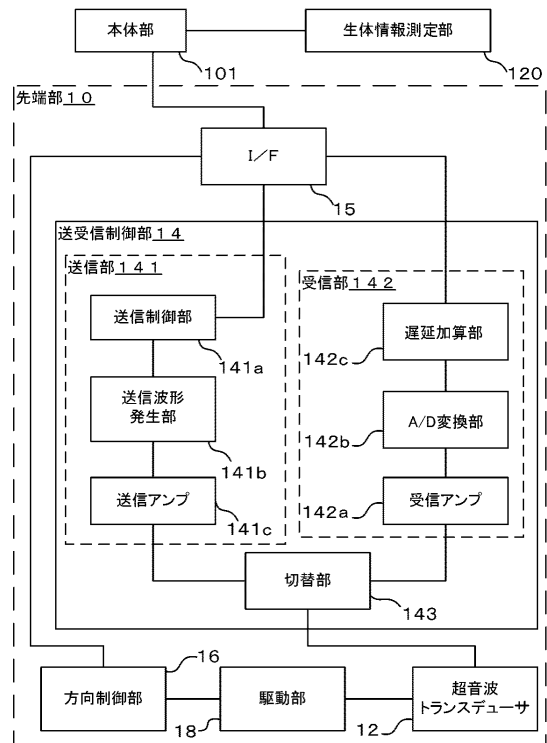 本体部
101
生体情報測定部
120
先端部10
I/F
15
送受信制御部14
送信部141
送信制御部
141a
送信波形
発生部
141b
送信アンプ
141c
受信部142
遅延加算部
142c
A/D変換部
142b
受信アンプ
142a
切替部
143
方向制御部
16
駆動部
18
超音波
トランスデューサ
12